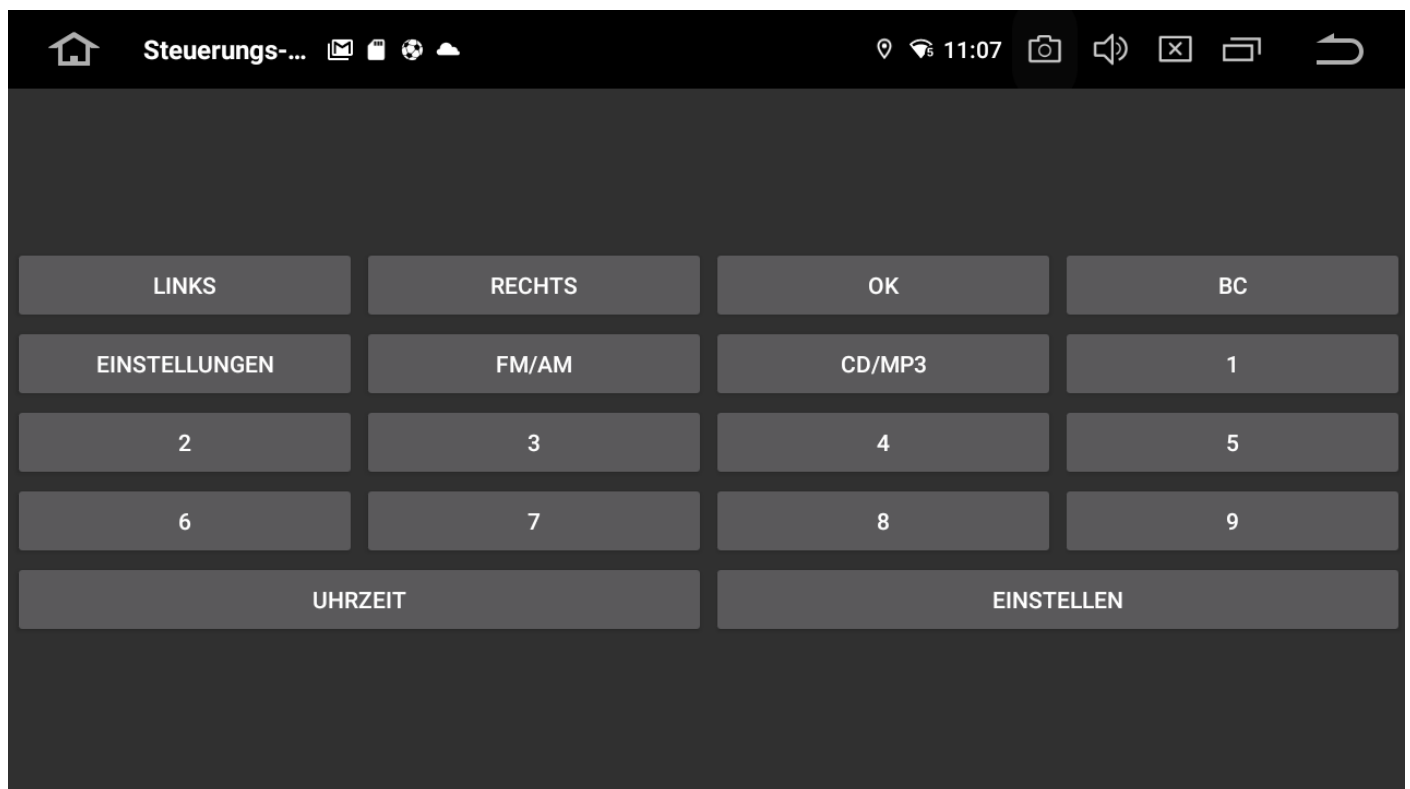 Steuerungs-... 5 11:07
LINKS RECHTS OK BC
EINSTELLUNGEN FM/AM CD/MP3 1
2 3 4 5
6 7 8 9
UHRZEIT EINSTELLEN